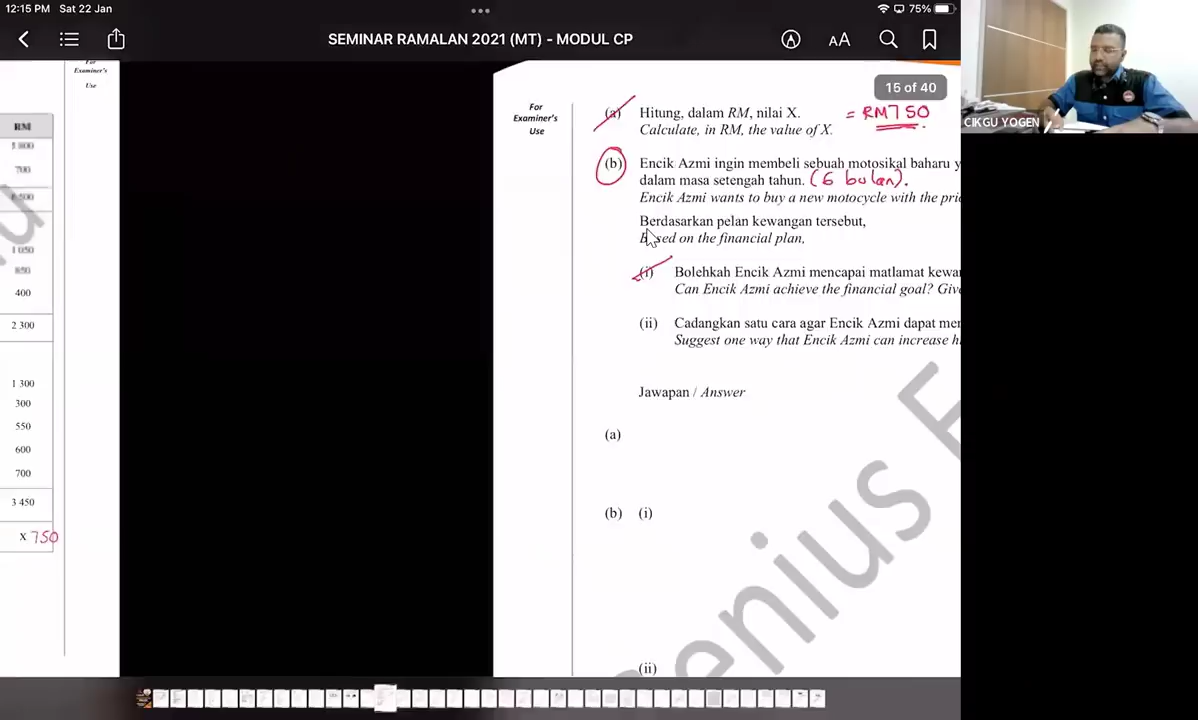 12:15 PM Sat 22 Jan
75%
SEMINAR RAMALAN 2021 (MT) - MODUL CP
AA
15 of 40
CIKGU YOGEN
For
Examiner's
Use
RM
700
400
2 300
1 300
300
550
600
700
3 450
X 750
For
Examiner's
Use
(a) Hitung, dalam RM, nilai X. = RM750
Calculate, in RM, the value of X.
(b) Encik Azmi ingin membeli sebuah motosikal baharu y
dalam masa setengah tahun. (6 bulan).
Encik Azmi wants to buy a new motocycle with the pri
Berdasarkan pelan kewangan tersebut,
Based on the financial plan,
(i) Bolehkah Encik Azmi mencapai matlamat kewa
Can Encik Azmi achieve the financial goal? Giv
(ii) Cadangkan satu cara agar Encik Azmi dapat mer
Suggest one way that Encik Azmi can increase h
Jawapan / Answer
(a)
(b) (i)
(ii)
enius E